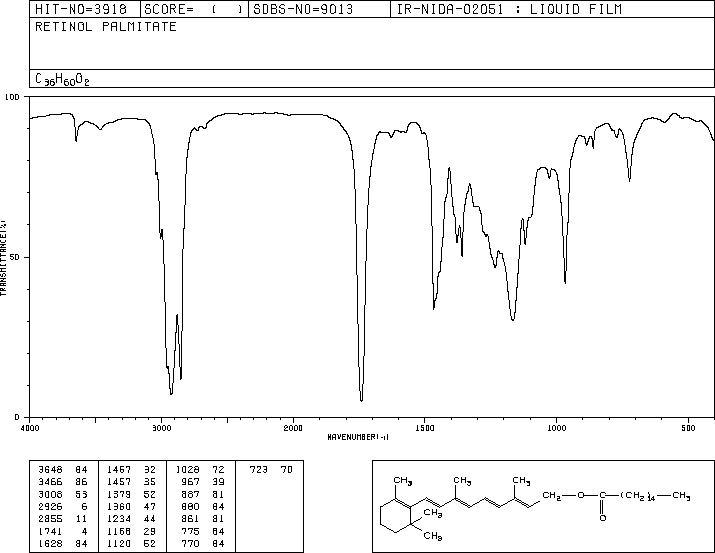 HIT-NO=3918 SCORE= ( ) SDBS-NO=9013 IR-NIDA-02051 : LIQUID FILM
RETINOL PALMITATE
C36H60O2
100
TRANSMITTANCE(%)
50
0
4000 3000 2000 1500 1000 500
WAVENUMBER(-1)
3648 84 1467 32 1028 72 723 70
3466 86 1457 35 967 39
3008 53 1379 52 887 81
2926 6 1360 47 880 84
2855 11 1234 44 861 81
1741 4 1168 29 775 84
1628 84 1120 52 770 84
CH3 CH3 CH3
CH2 O C (CH2)14 CH3
O
CH3
CH3